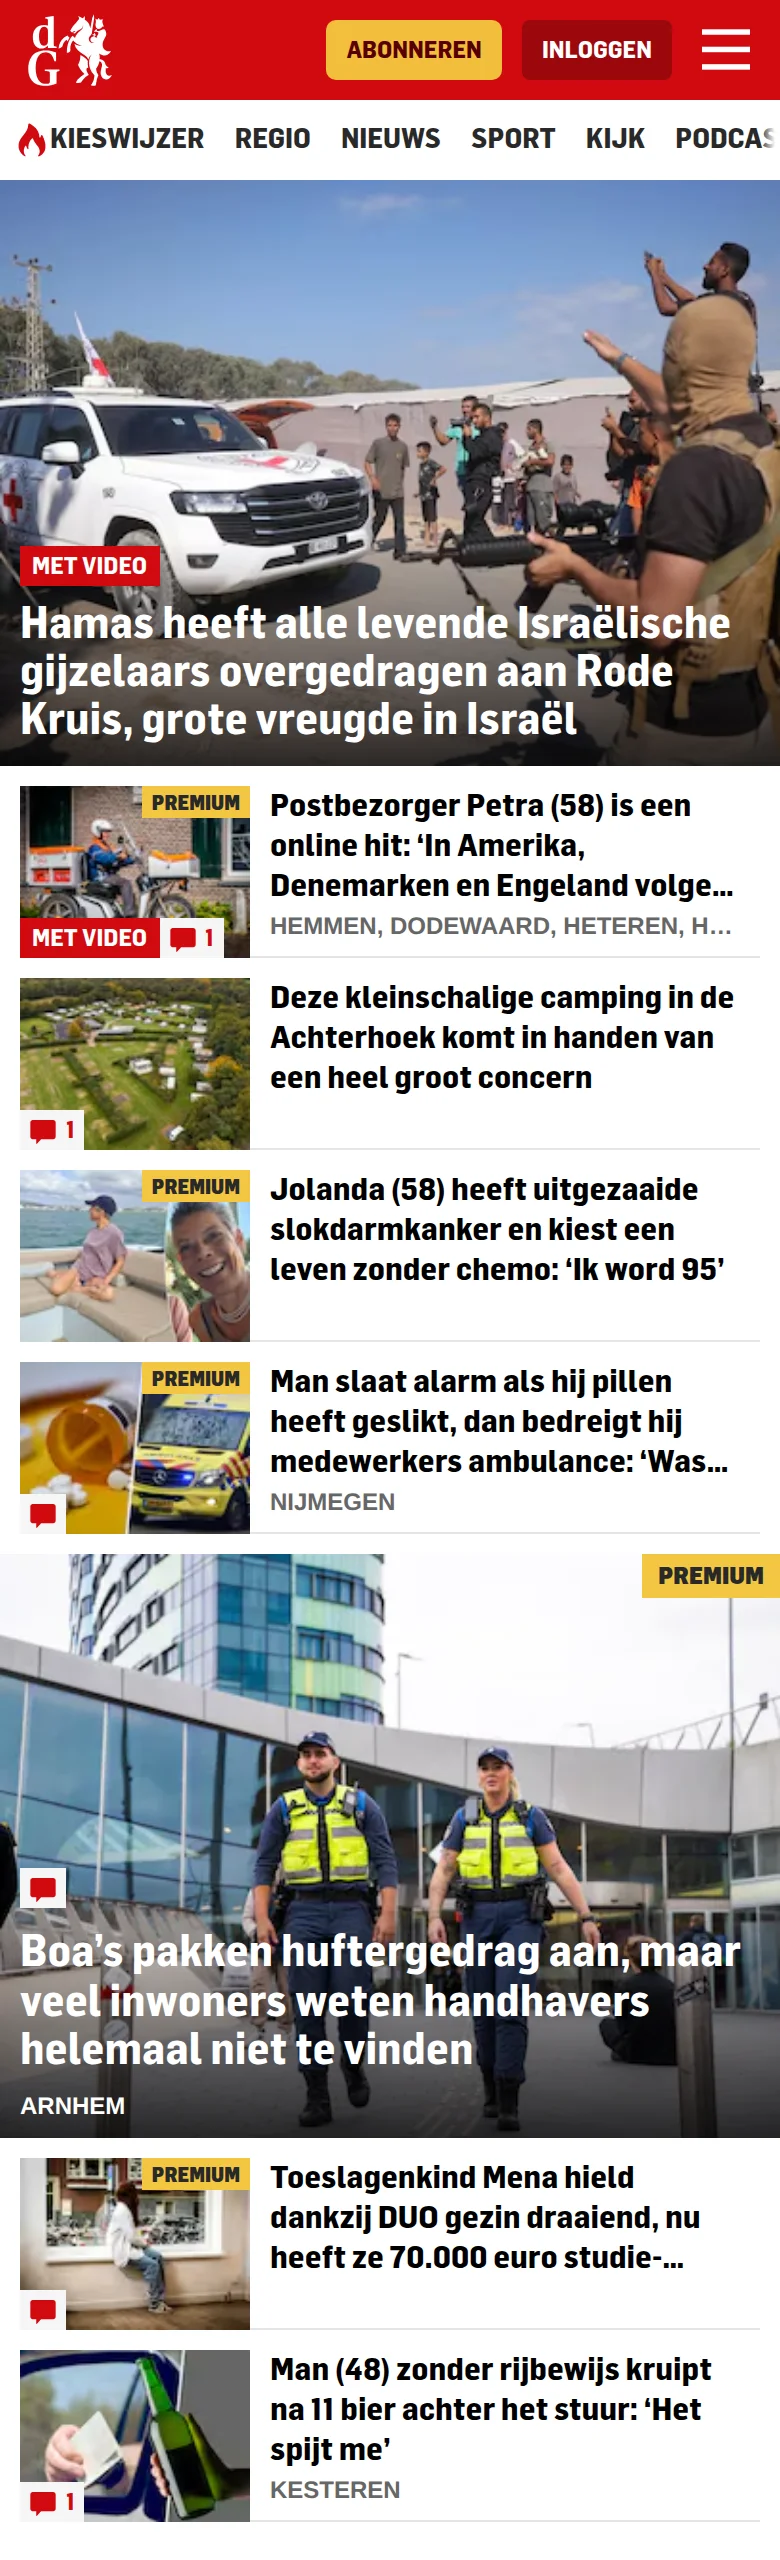 dG
ABONNEREN
INLOGGEN
KIESWIJZER REGIO NIEUWS SPORT KIJK PODCAS
MET VIDEO
Hamas heeft alle levende Israëlische
gijzelaars overgedragen aan Rode
Kruis, grote vreugde in Israël
PREMIUM
MET VIDEO
1
Postbezorger Petra (58) is een
online hit: ‘In Amerika,
Denemarken en Engeland volge...
HEMMEN, DODEWAARD, HETEREN, H...
1
Deze kleinschalige camping in de
Achterhoek komt in handen van
een heel groot concern
PREMIUM
Jolanda (58) heeft uitgezaaide
slokdarmkanker en kiest een
leven zonder chemo: ‘Ik word 95’
PREMIUM
Man slaat alarm als hij pillen
heeft geslikt, dan bedreigt hij
medewerkers ambulance: ‘Was...
NIJMEGEN
PREMIUM
Boa’s pakken huftergedrag aan, maar
veel inwoners weten handhavers
helemaal niet te vinden
ARNHEM
PREMIUM
Toeslagenkind Mena hield
dankzij DUO gezin draaiend, nu
heeft ze 70.000 euro studie-...
1
Man (48) zonder rijbewijs kruipt
na 11 bier achter het stuur: ‘Het
spijt me’
KESTEREN